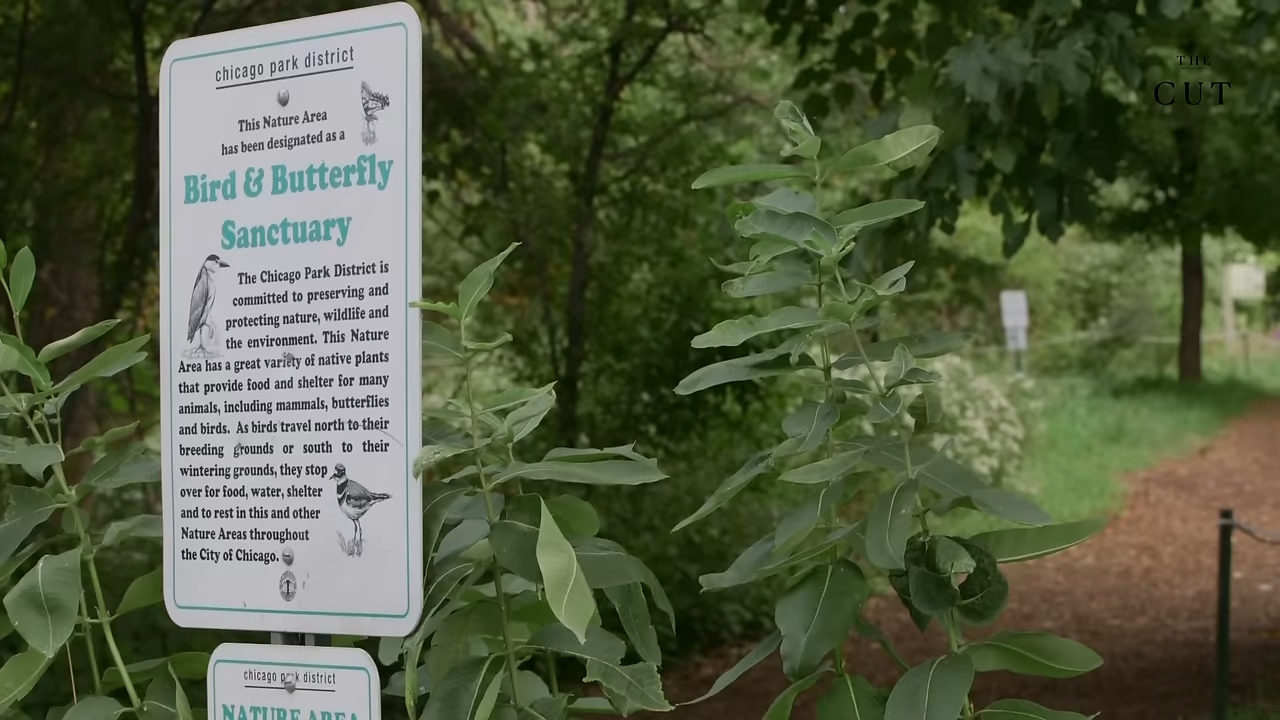 THE
CUT
chicago park district
This Nature Area
has been designated as a
Bird & Butterfly
Sanctuary
The Chicago Park District is
committed to preserving and
protecting nature, wildlife and
the environment. This Nature
Area has a great variety of native plants
that provide food and shelter for many
animals, including mammals, butterflies
and birds. As birds travel north to their
breeding grounds or south to their
wintering grounds, they stop
over for food, water, shelter
and to rest in this and other
Nature Areas throughout
the City of Chicago.
chicago park district
NATURE AREA